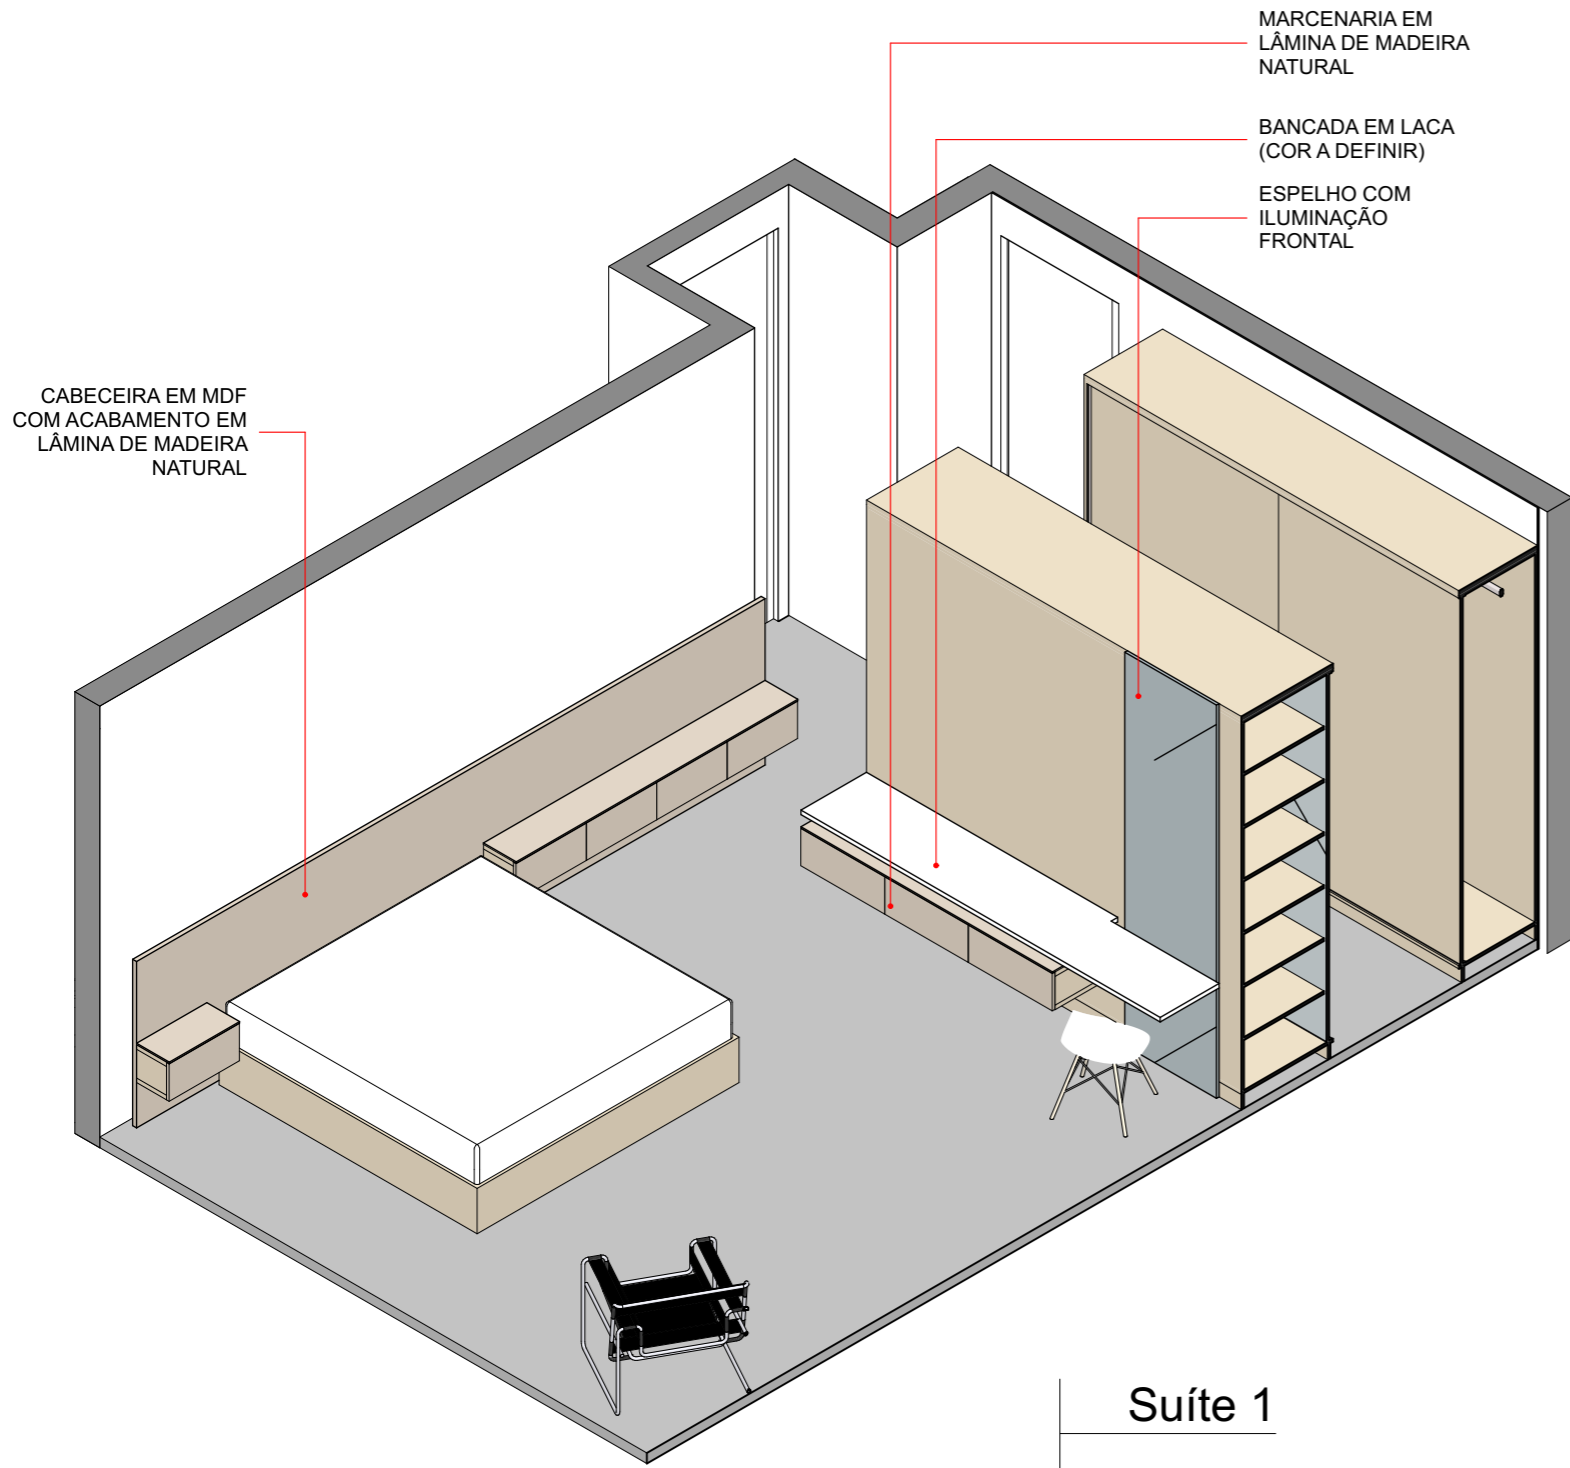 MARCENARIA EM
LÂMINA DE MADEIRA
NATURAL
BANCADA EM LACA
(COR A DEFINIR)
ESPELHO COM
ILUMINAÇÃO
FRONTAL
CABECEIRA EM MDF
COM ACABAMENTO EM
LÂMINA DE MADEIRA
NATURAL
Suíte 1